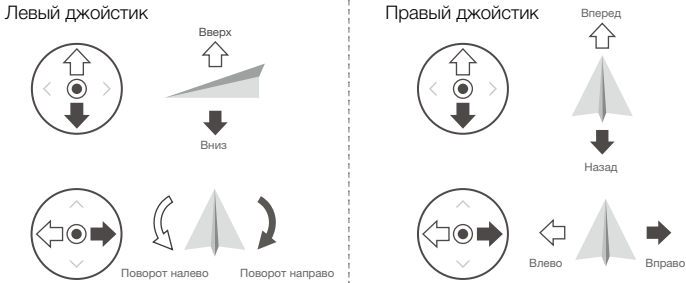 Левый джойстик
Вверх
Вниз
Поворот налево
Поворот направо
Правый джойстик
Вперед
Назад
Влево
Вправо